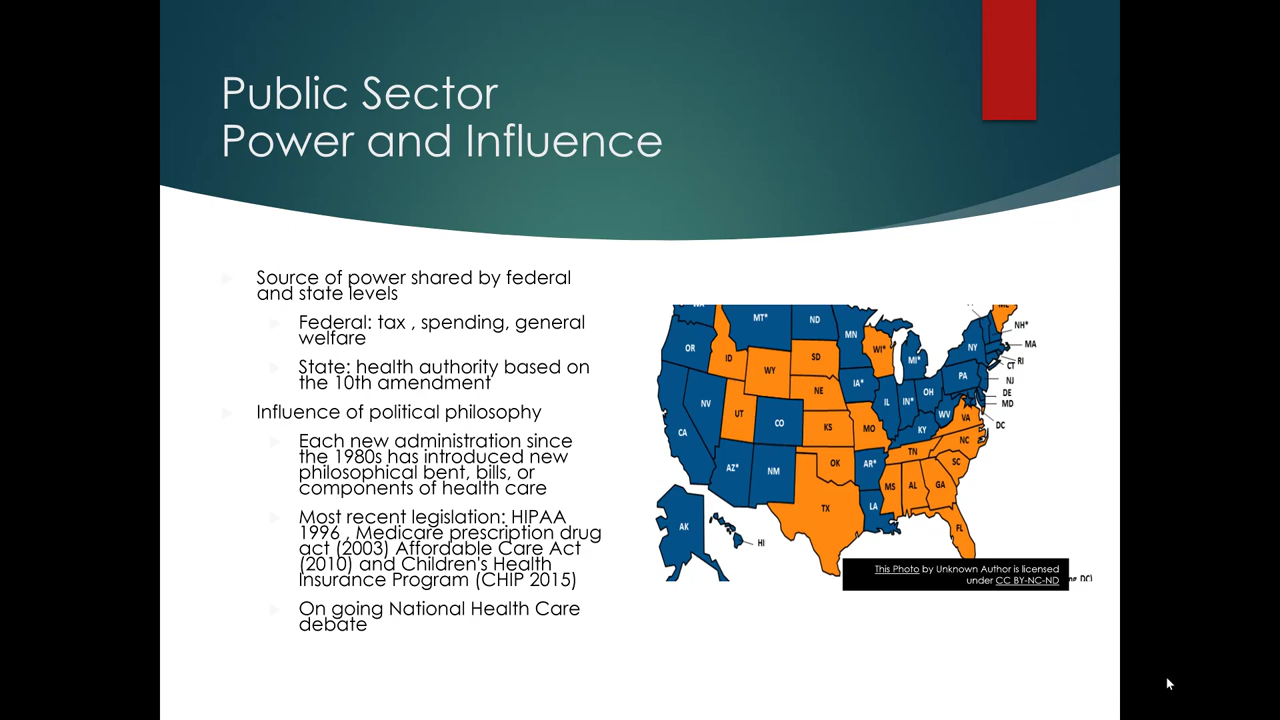 Public Sector
Power and Influence
Source of power shared by federal
and state levels
Federal: tax , spending, general
welfare
State: health authority based on
the 10th amendment
Influence of political philosophy
Each new administration since
the 1980s has introduced new
philosophical bent, bills, or
components of health care
Most recent legislation: HIPAA
1996 , Medicare prescription drug
act (2003) Affordable Care Act
(2010) and Children's Health
Insurance Program (CHIP 2015)
On going National Health Care
debate
MT*
ND
MN
OR
ID
WY
SD
WI*
MI*
NY
NH*
MA
RI
CT
NJ
DE
MD
DC
PA
NV
UT
CO
NE
IA*
IL
IN*
OH
WV
VA
CA
KS
MO
KY
NC
TN
SC
AZ*
NM
OK
AR*
MS
AL
GA
TX
LA
FL
AK
HI
This Photo by Unknown Author is licensed
under CC BY-NC-ND
DC)